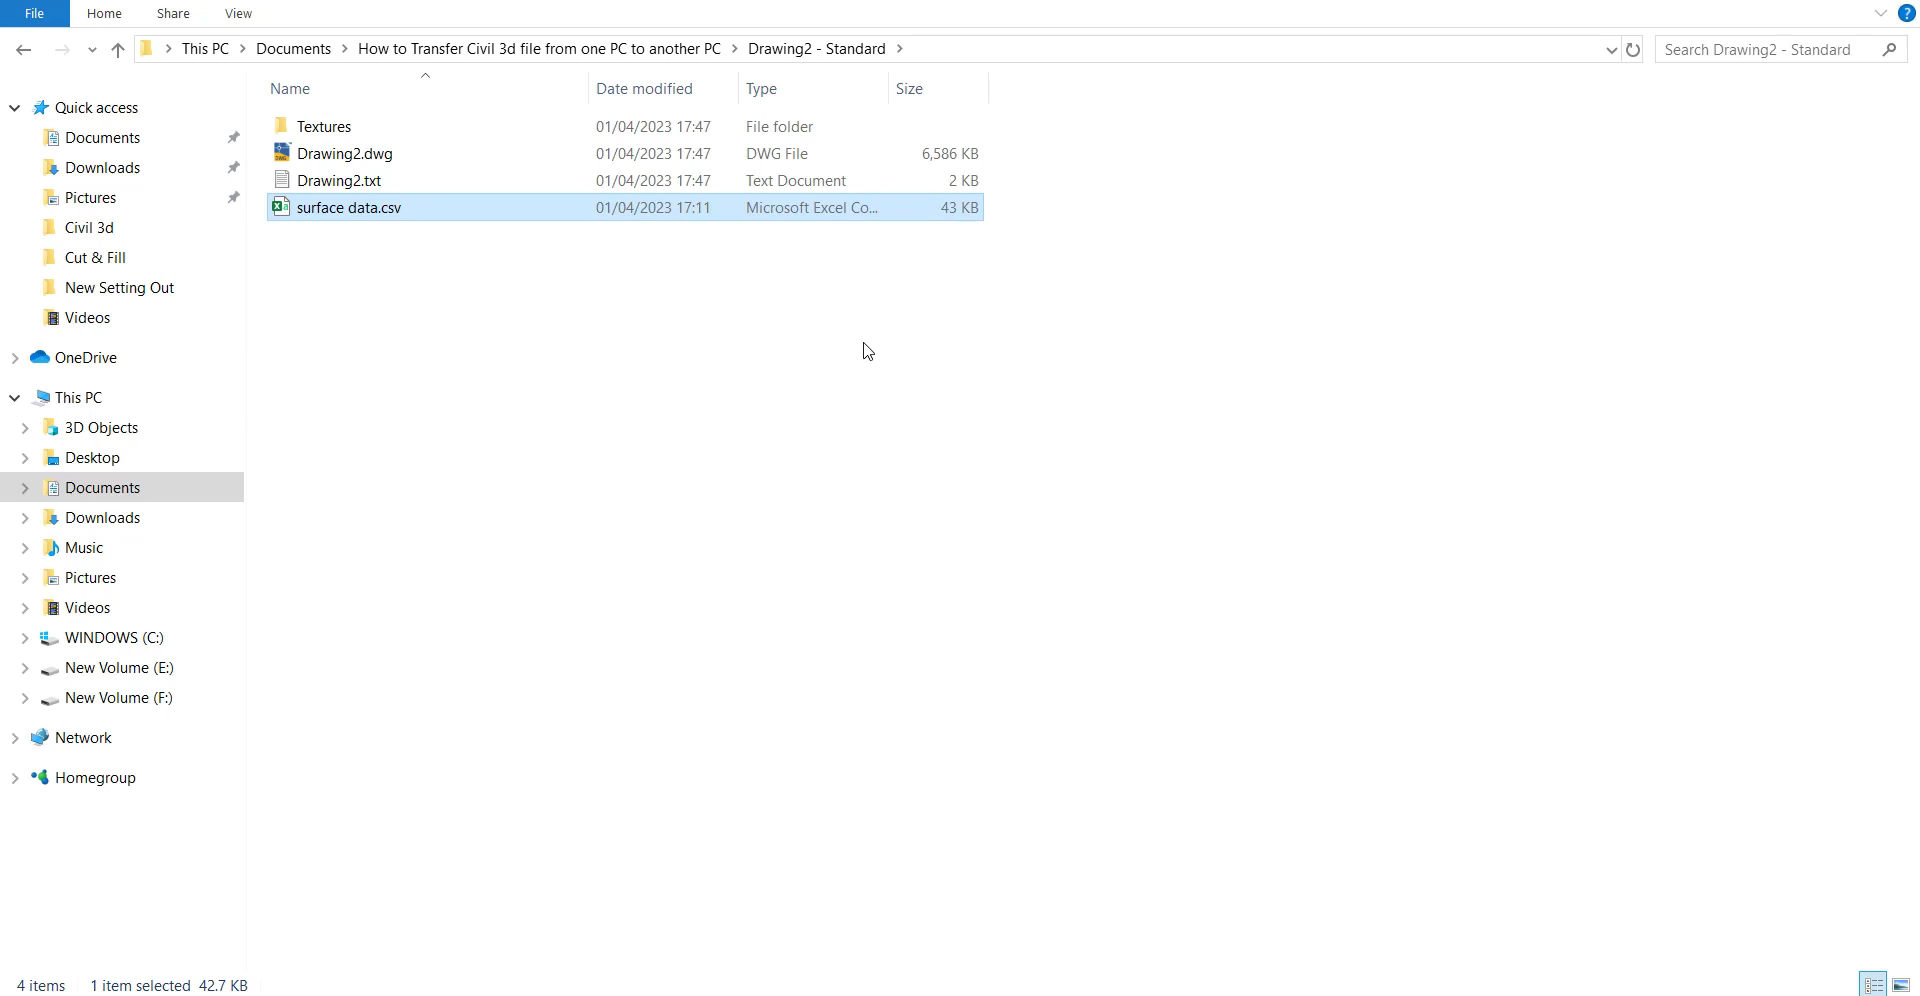 File Home Share View
This PC Documents How to Transfer Civil 3d file from one PC to another PC Drawing2 - Standard Search Drawing2 - Standard
Name Date modified Type Size
Textures 01/04/2023 17:47 File folder
Drawing2.dwg 01/04/2023 17:47 DWG File 6,586 KB
Drawing2.txt 01/04/2023 17:47 Text Document 2 KB
surface data.csv 01/04/2023 17:11 Microsoft Excel Co... 43 KB
Quick access
Documents
Downloads
Pictures
Civil 3d
Cut & Fill
New Setting Out
Videos
OneDrive
This PC
3D Objects
Desktop
Documents
Downloads
Music
Pictures
Videos
WINDOWS (C:)
New Volume (E:)
New Volume (F:)
Network
Homegroup
4 items 1 item selected 42.7 KB